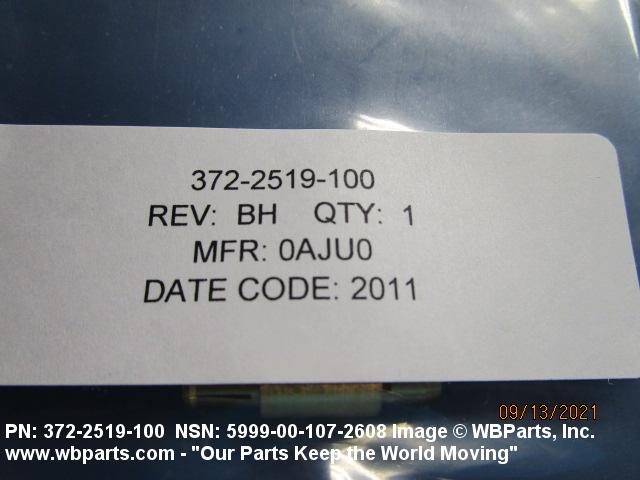 372-2519-100
REV: BH QTY: 1
MFR: 0AJU0
DATE CODE: 2011
09/13/2021
PN: 372-2519-100 NSN: 5999-00-107-2608 Image © WBParts, Inc.
www.wbparts.com - "Our Parts Keep the World Moving"